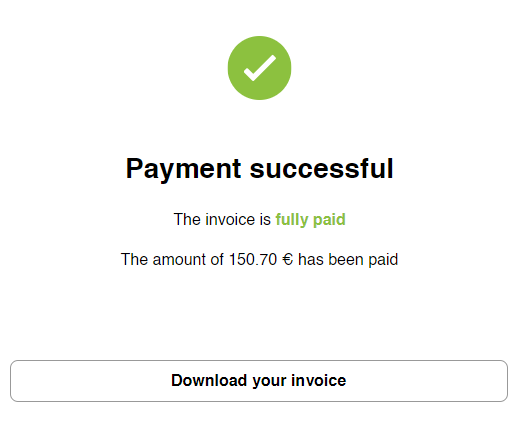 Payment successful
The invoice is fully paid
The amount of 150.70 € has been paid
Download your invoice